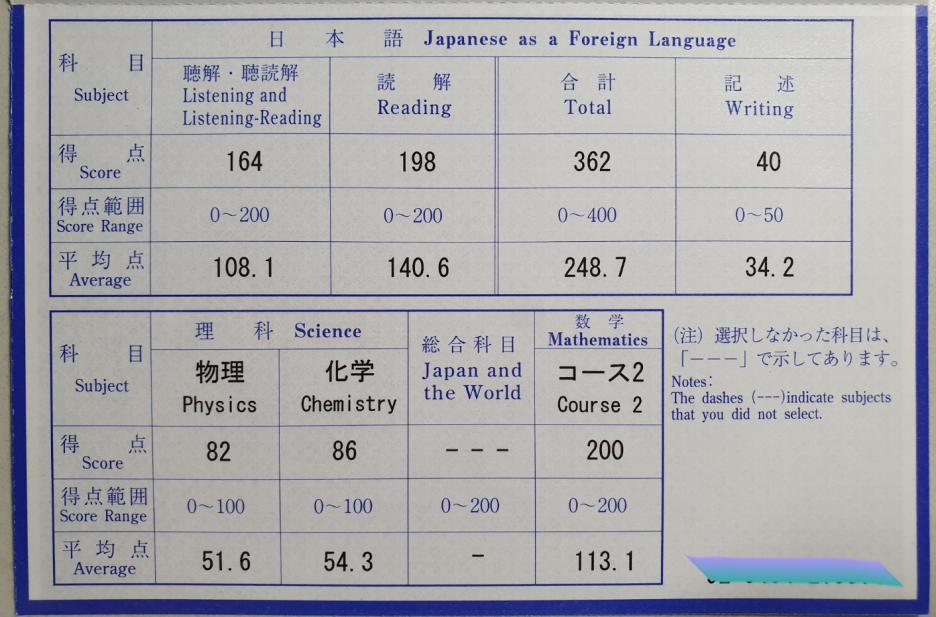 科 目
Subject
日 本 語 Japanese as a Foreign Language
聴解・聴読解
Listening and
Listening-Reading
読 解
Reading
合 計
Total
記 述
Writing
得 点
Score
164 198 362 40
得点範囲
Score Range
0～200 0～200 0～400 0～50
平 均 点
Average
108.1 140.6 248.7 34.2
科 目
Subject
理 科 Science
物理
Physics
化学
Chemistry
総合科目
Japan and
the World
数 学
Mathematics
コース2
Course 2
得 点
Score
82 86 --- 200
得点範囲
Score Range
0～100 0～100 0～200 0～200
平 均 点
Average
51.6 54.3 - 113.1
(注) 選択しなかった科目は、
「---」で示してあります。
Notes:
The dashes (---)indicate subjects
that you did not select.